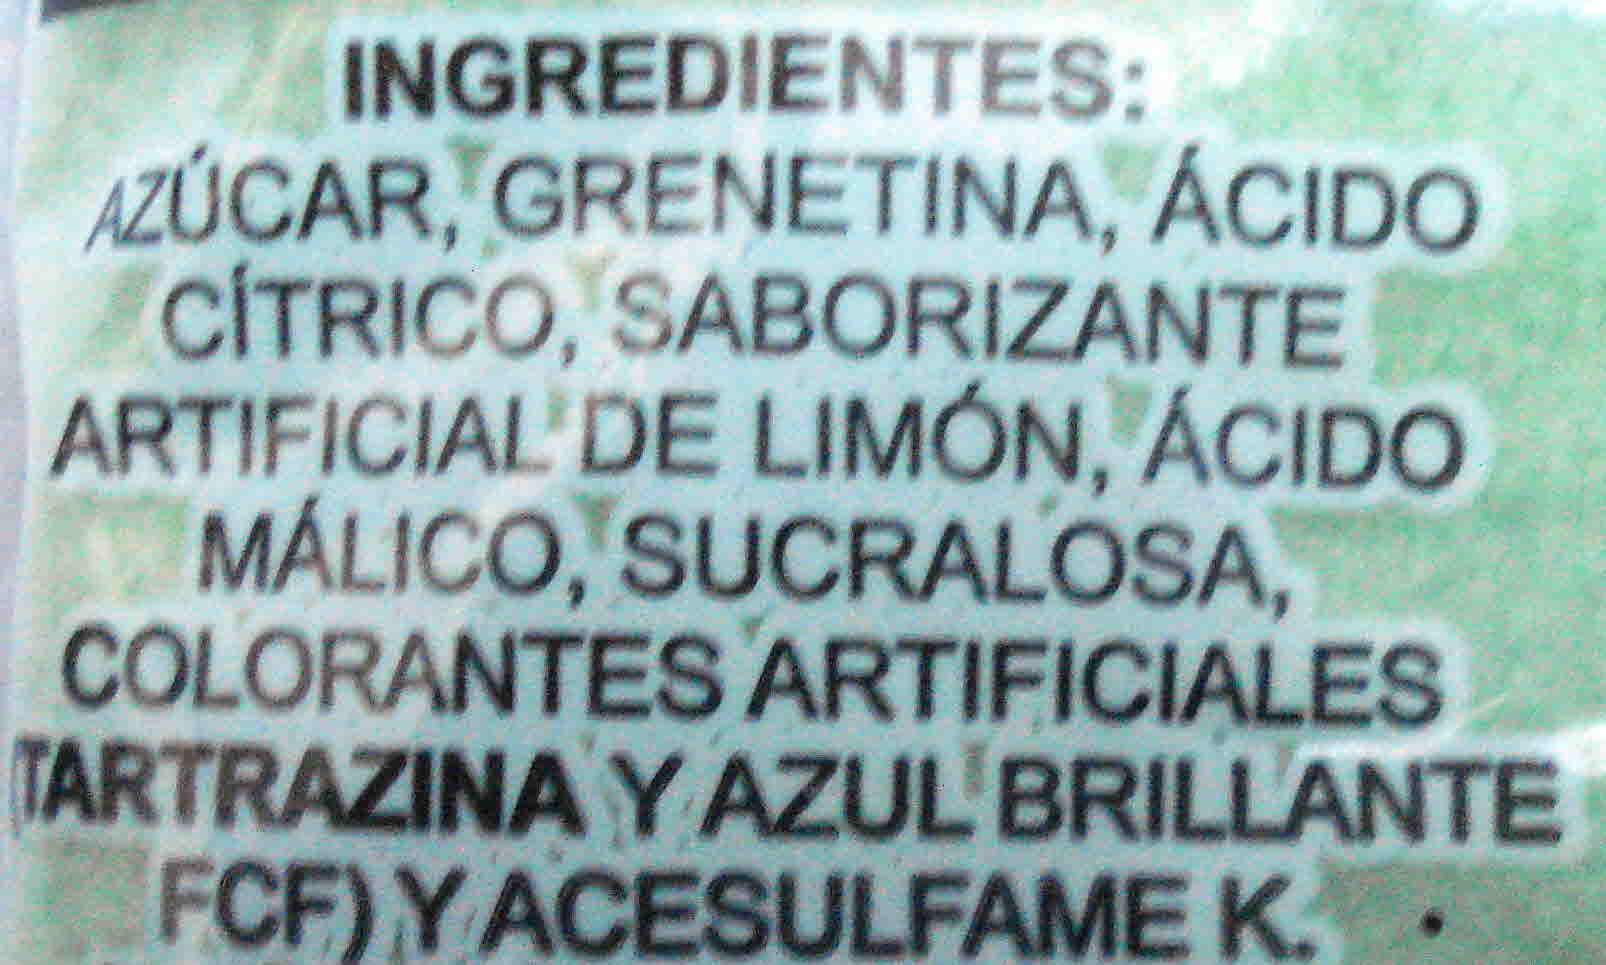 INGREDIENTES:
AZÚCAR, GRENETINA, ÁCIDO
CÍTRICO, SABORIZANTE
ARTIFICIAL DE LIMÓN, ÁCIDO
MÁLICO, SUCRALOSA,
COLORANTES ARTIFICIALES
(TARTRAZINA Y AZUL BRILLANTE
FCF) Y ACESULFAME K.